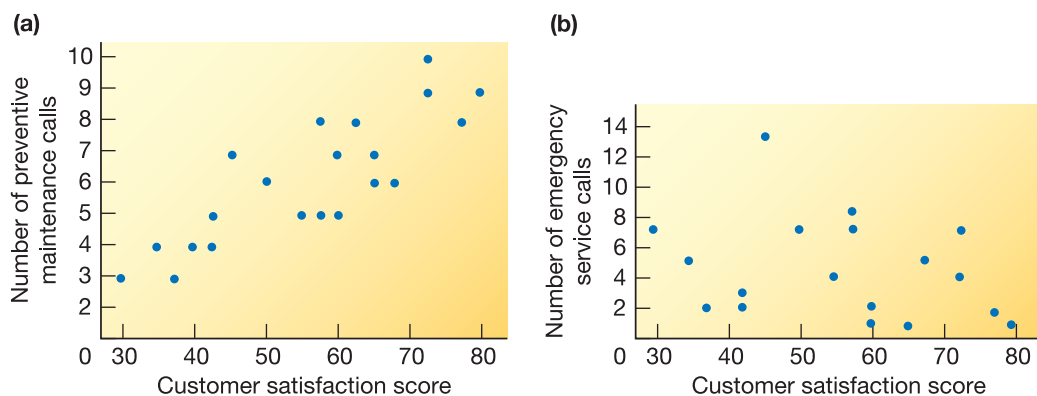 (a)
Number of preventive
maintenance calls
10
9
8
7
6
5
4
3
2
0 30 40 50 60 70 80
Customer satisfaction score
(b)
Number of emergency
service calls
14
12
10
8
6
4
2
0 30 40 50 60 70 80
Customer satisfaction score